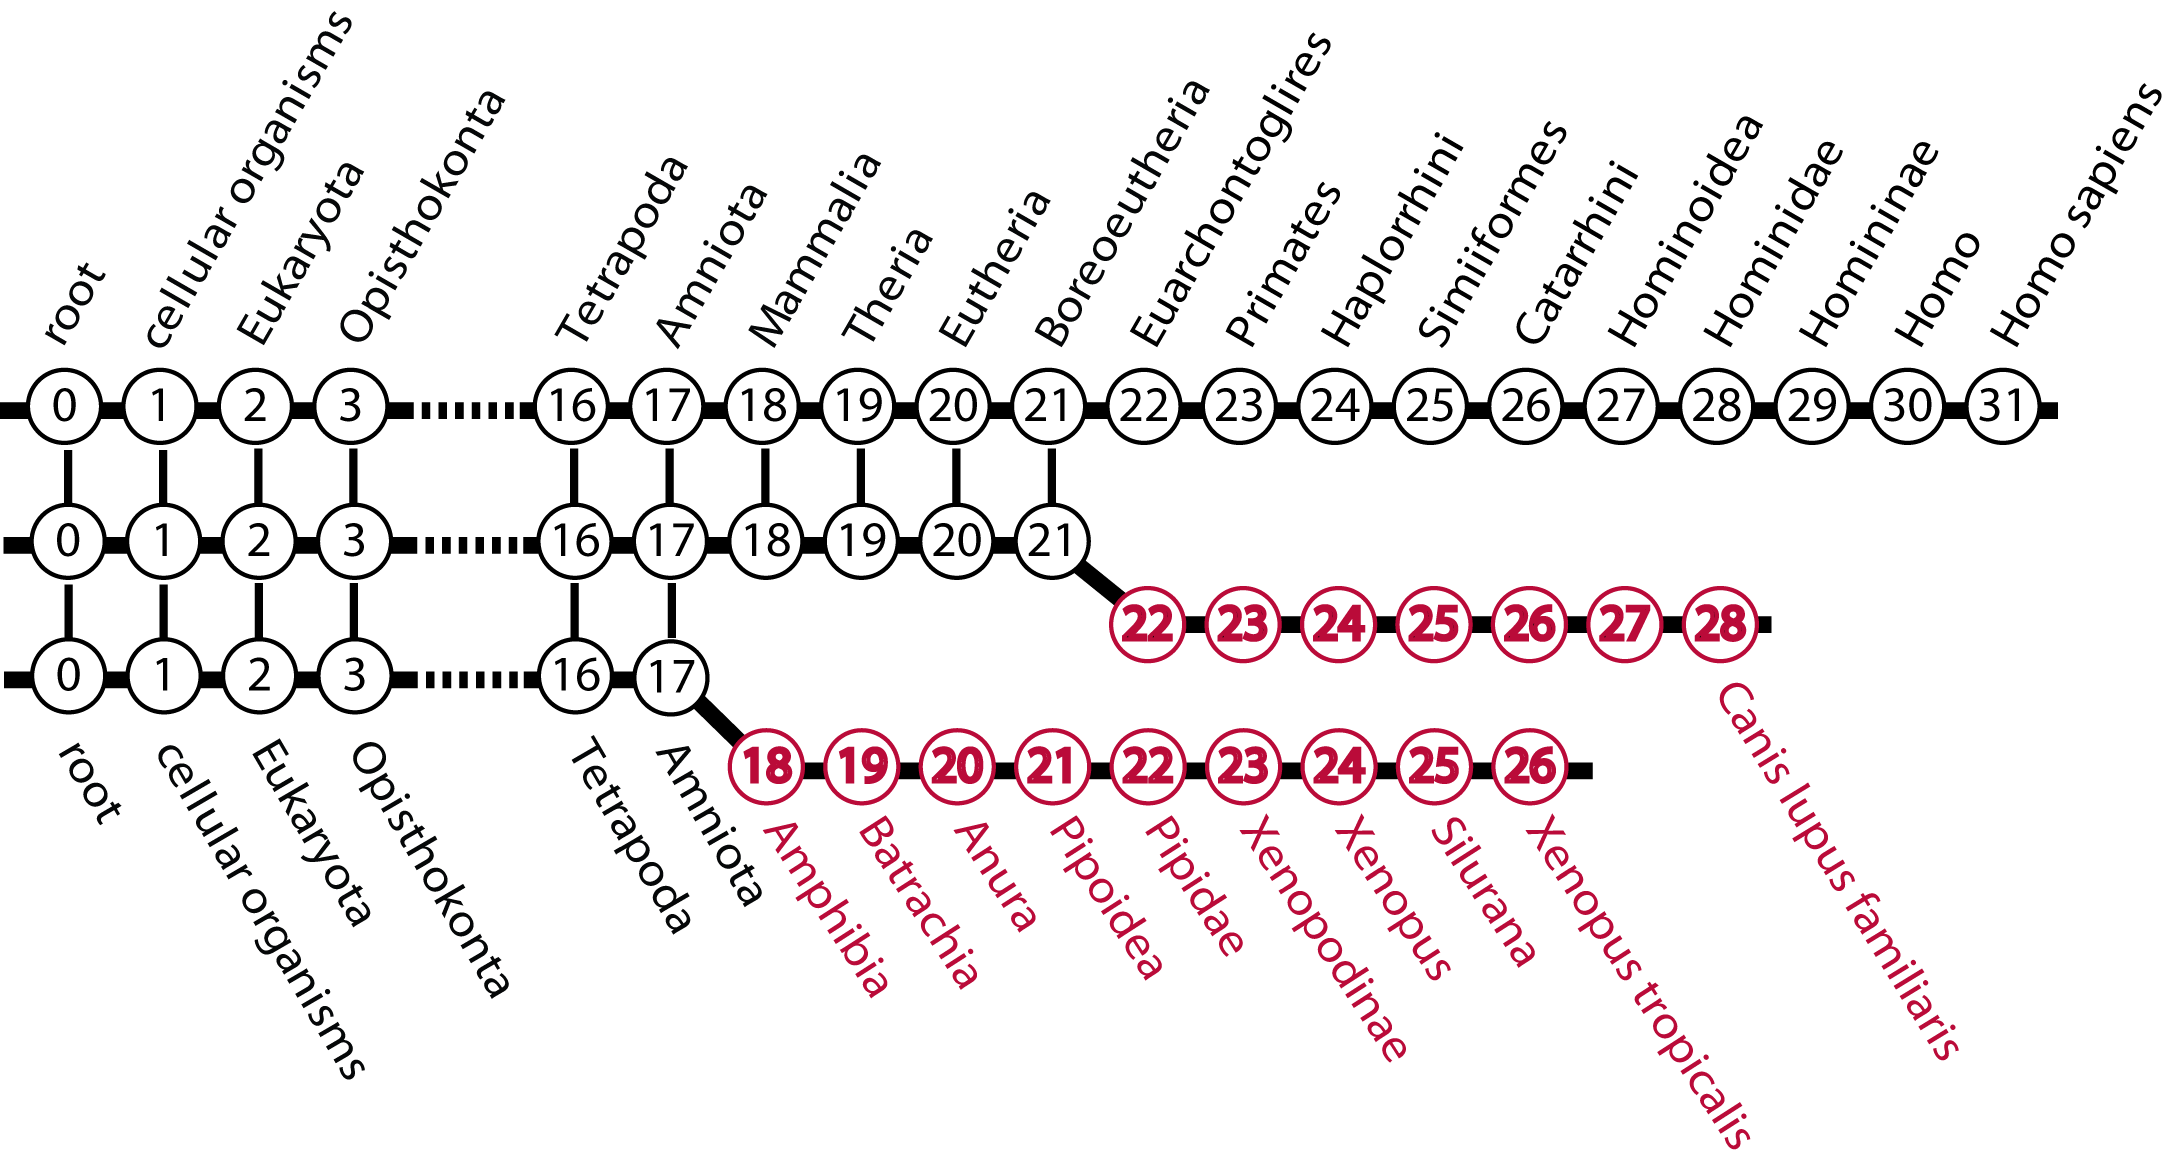 root
cellular organisms
Eukaryota
Opisthokonta
Tetrapoda
Amniota
Mammalia
Theria
Eutheria
Boreoeutheria
Euarchontoglires
Primates
Haplorrhini
Simiiformes
Catarrhini
Hominoidea
Hominidae
Homininae
Homo
Homo sapiens
0 1 2 3 16 17 18 19 20 21 22 23 24 25 26 27 28 29 30 31
0 1 2 3 16 17 18 19 20 21
22 23 24 25 26 27 28
0 1 2 3 16 17
18 19 20 21 22 23 24 25 26
root
cellular organisms
Eukaryota
Opisthokonta
Tetrapoda
Amniota
Amphibia
Batrachia
Anura
Pipoidea
Pipidae
Xenopodinae
Xenopus
Silurana
Xenopus tropicalis
Canis lupus familiaris